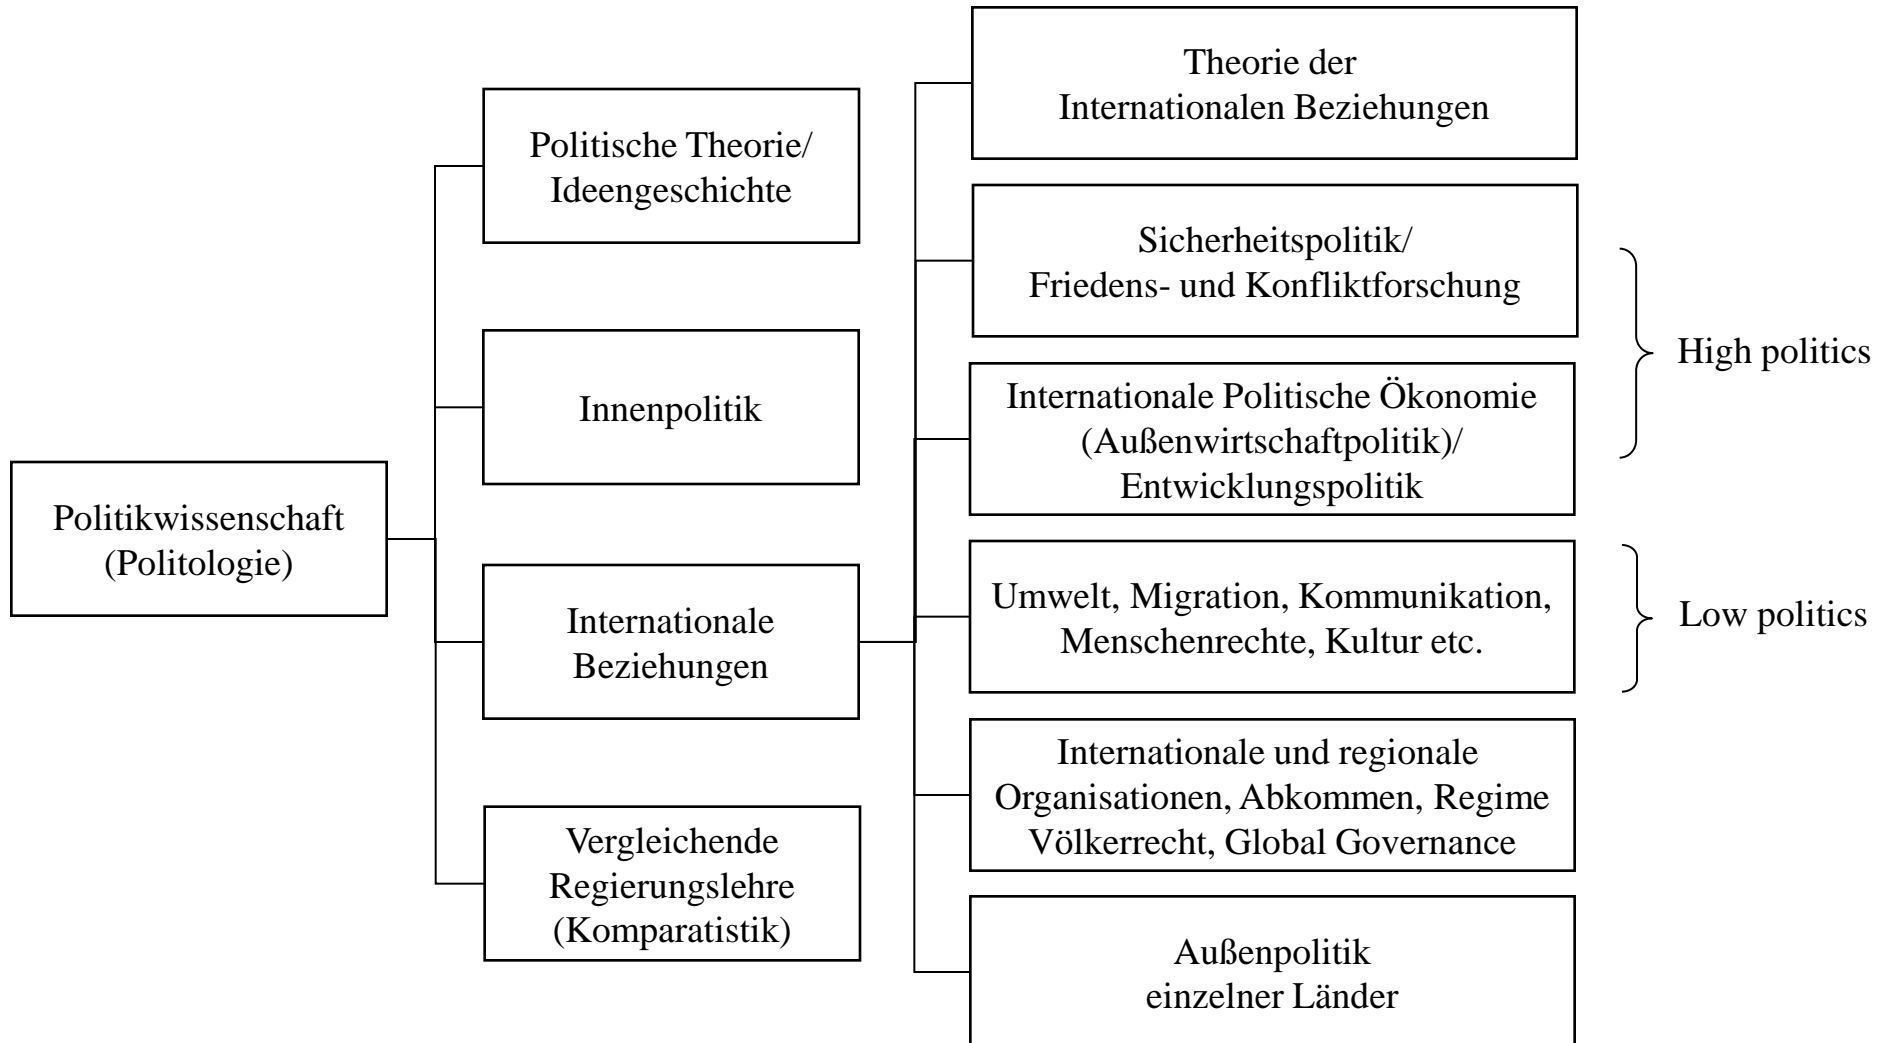 Politikwissenschaft
(Politologie)
Politische Theorie/
Ideengeschichte
Innenpolitik
Internationale
Beziehungen
Vergleichende
Regierungslehre
(Komparatistik)
Theorie der
Internationalen Beziehungen
Sicherheitspolitik/
Friedens- und Konfliktforschung
Internationale Politische Ökonomie
(Außenwirtschaftpolitik)/
Entwicklungspolitik
Umwelt, Migration, Kommunikation,
Menschenrechte, Kultur etc.
Internationale und regionale
Organisationen, Abkommen, Regime
Völkerrecht, Global Governance
Außenpolitik
einzelner Länder
High politics
Low politics